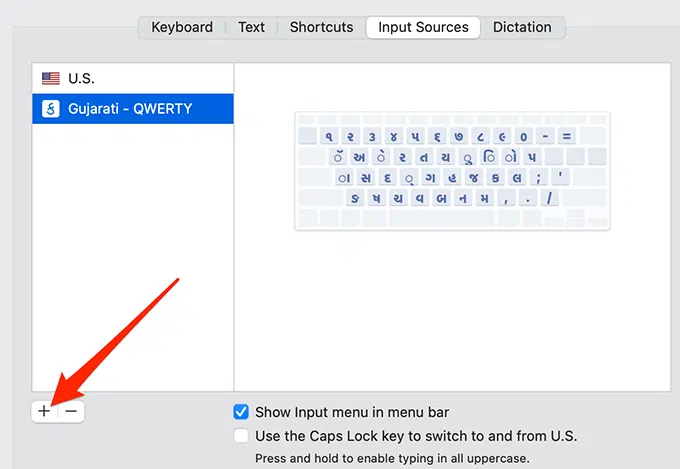 Keyboard Text Shortcuts Input Sources Dictation
U.S.
ક Gujarati - QWERTY
૧ ૨ ૩ ૪ ૫ ૬ ૭ ૮ ૯ ૦ - =
ૅ અ ે ર ત ય ુ િ ો પ
ા સ દ ્ ગ હ જ ક લ ; '
ઙ ષ ચ વ બ ન મ , . /
+ −
Show Input menu in menu bar
Use the Caps Lock key to switch to and from U.S.
Press and hold to enable typing in all uppercase.